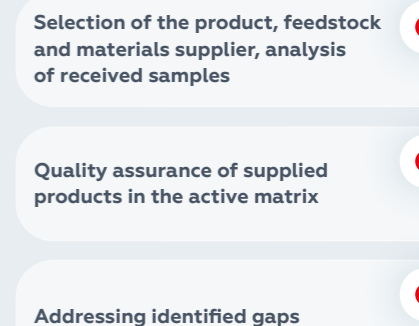 Selection of the product, feedstock
and materials supplier, analysis
of received samples
Quality assurance of supplied
products in the active matrix
Addressing identified gaps